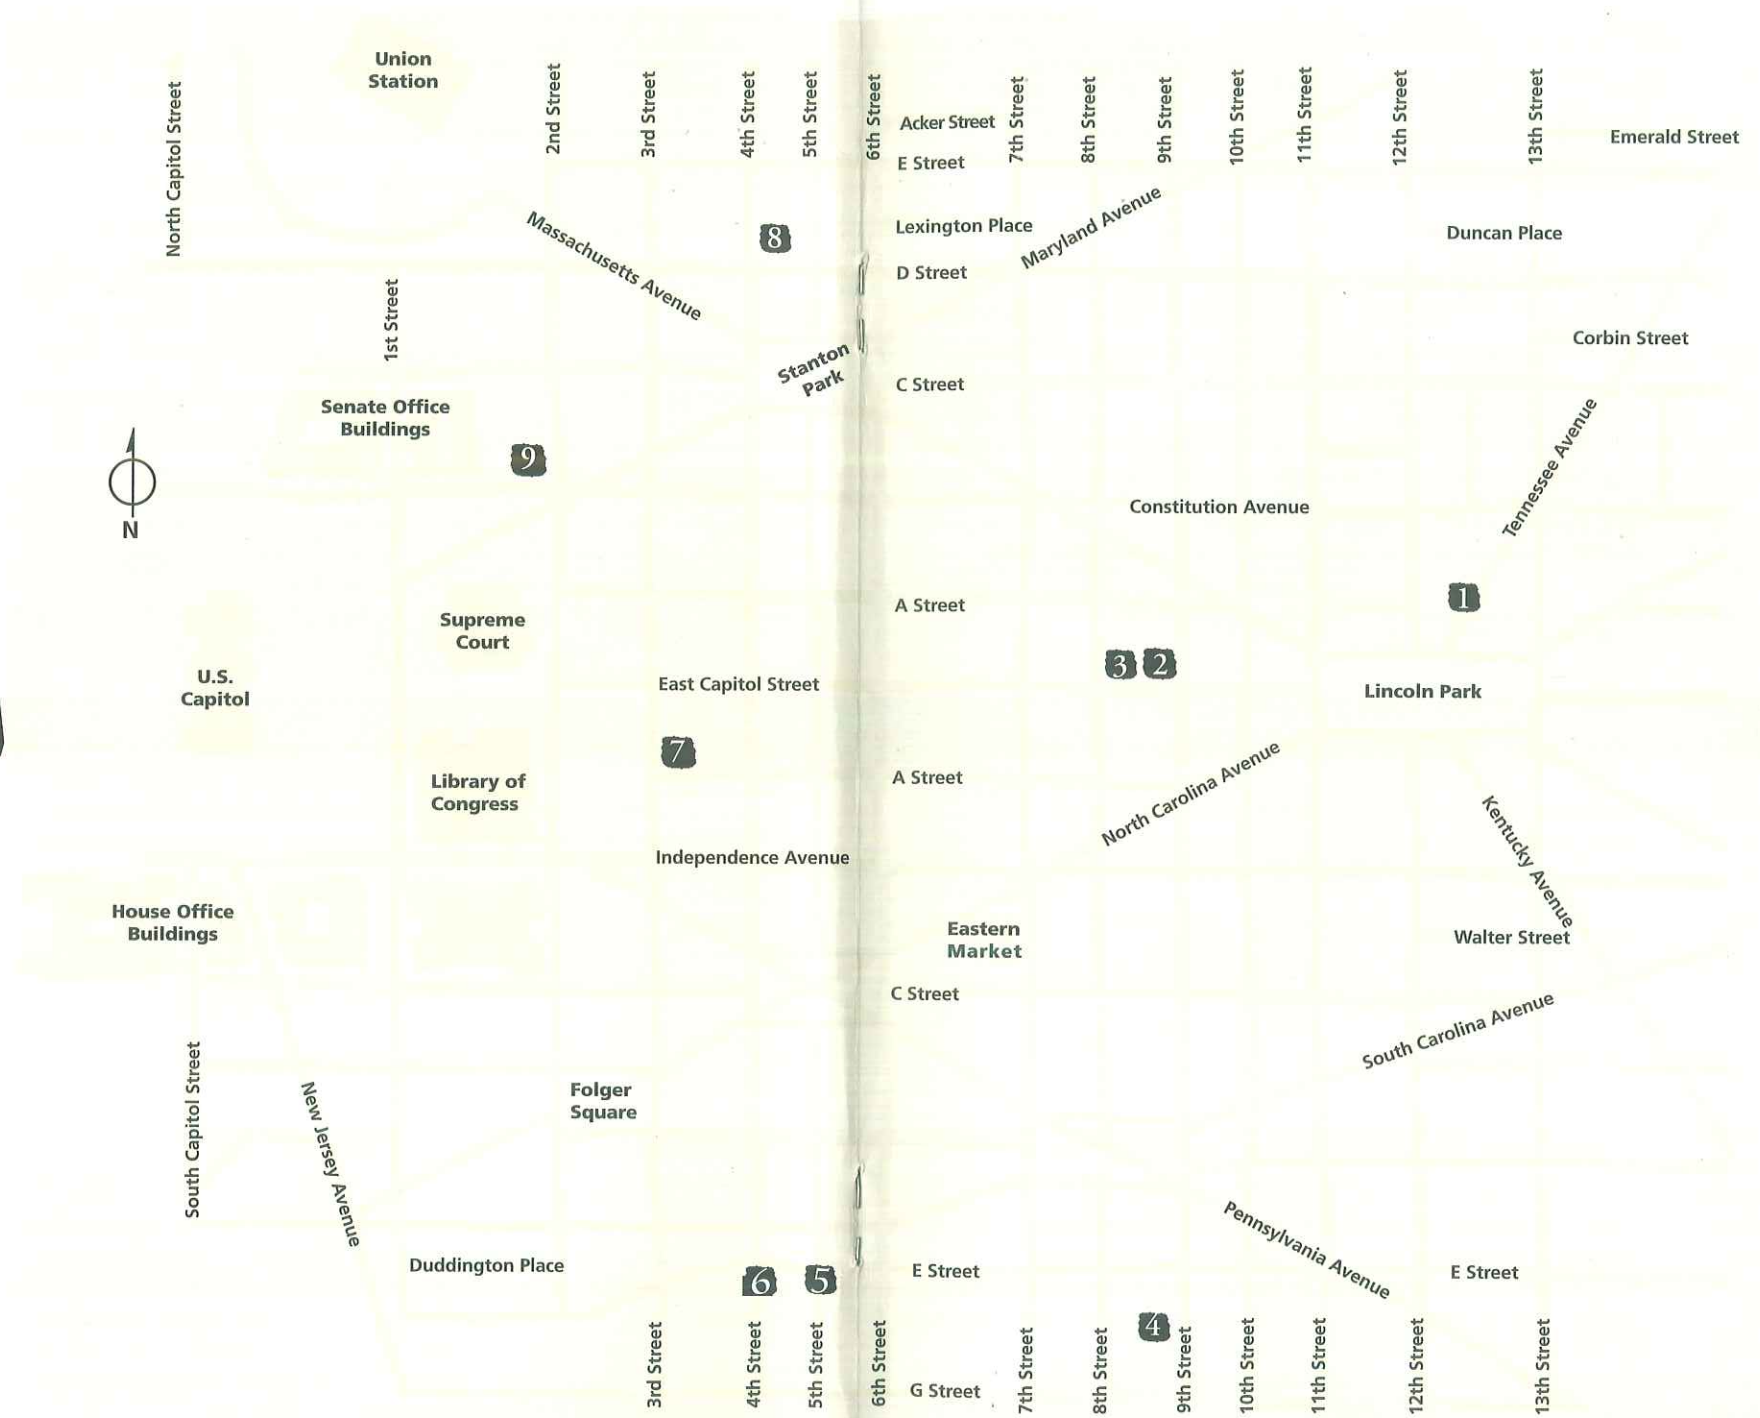 Union
Station
North Capitol Street
2nd Street
3rd Street
4th Street
5th Street
6th Street
Acker Street
7th Street
8th Street
9th Street
10th Street
11th Street
12th Street
13th Street
Emerald Street
E Street
Massachusetts Avenue
8
Lexington Place
Maryland Avenue
Duncan Place
D Street
1st Street
Stanton
Park
C Street
Corbin Street
Senate Office
Buildings
9
Tennessee Avenue
N
Constitution Avenue
A Street
1
Supreme
Court
3
2
U.S.
Capitol
East Capitol Street
Lincoln Park
7
Library of
Congress
A Street
North Carolina Avenue
Kentucky Avenue
Independence Avenue
House Office
Buildings
Eastern
Market
Walter Street
C Street
South Carolina Avenue
South Capitol Street
New Jersey Avenue
Folger
Square
Pennsylvania Avenue
Duddington Place
6
5
E Street
E Street
4
3rd Street
4th Street
5th Street
6th Street
G Street
7th Street
8th Street
9th Street
10th Street
11th Street
12th Street
13th Street